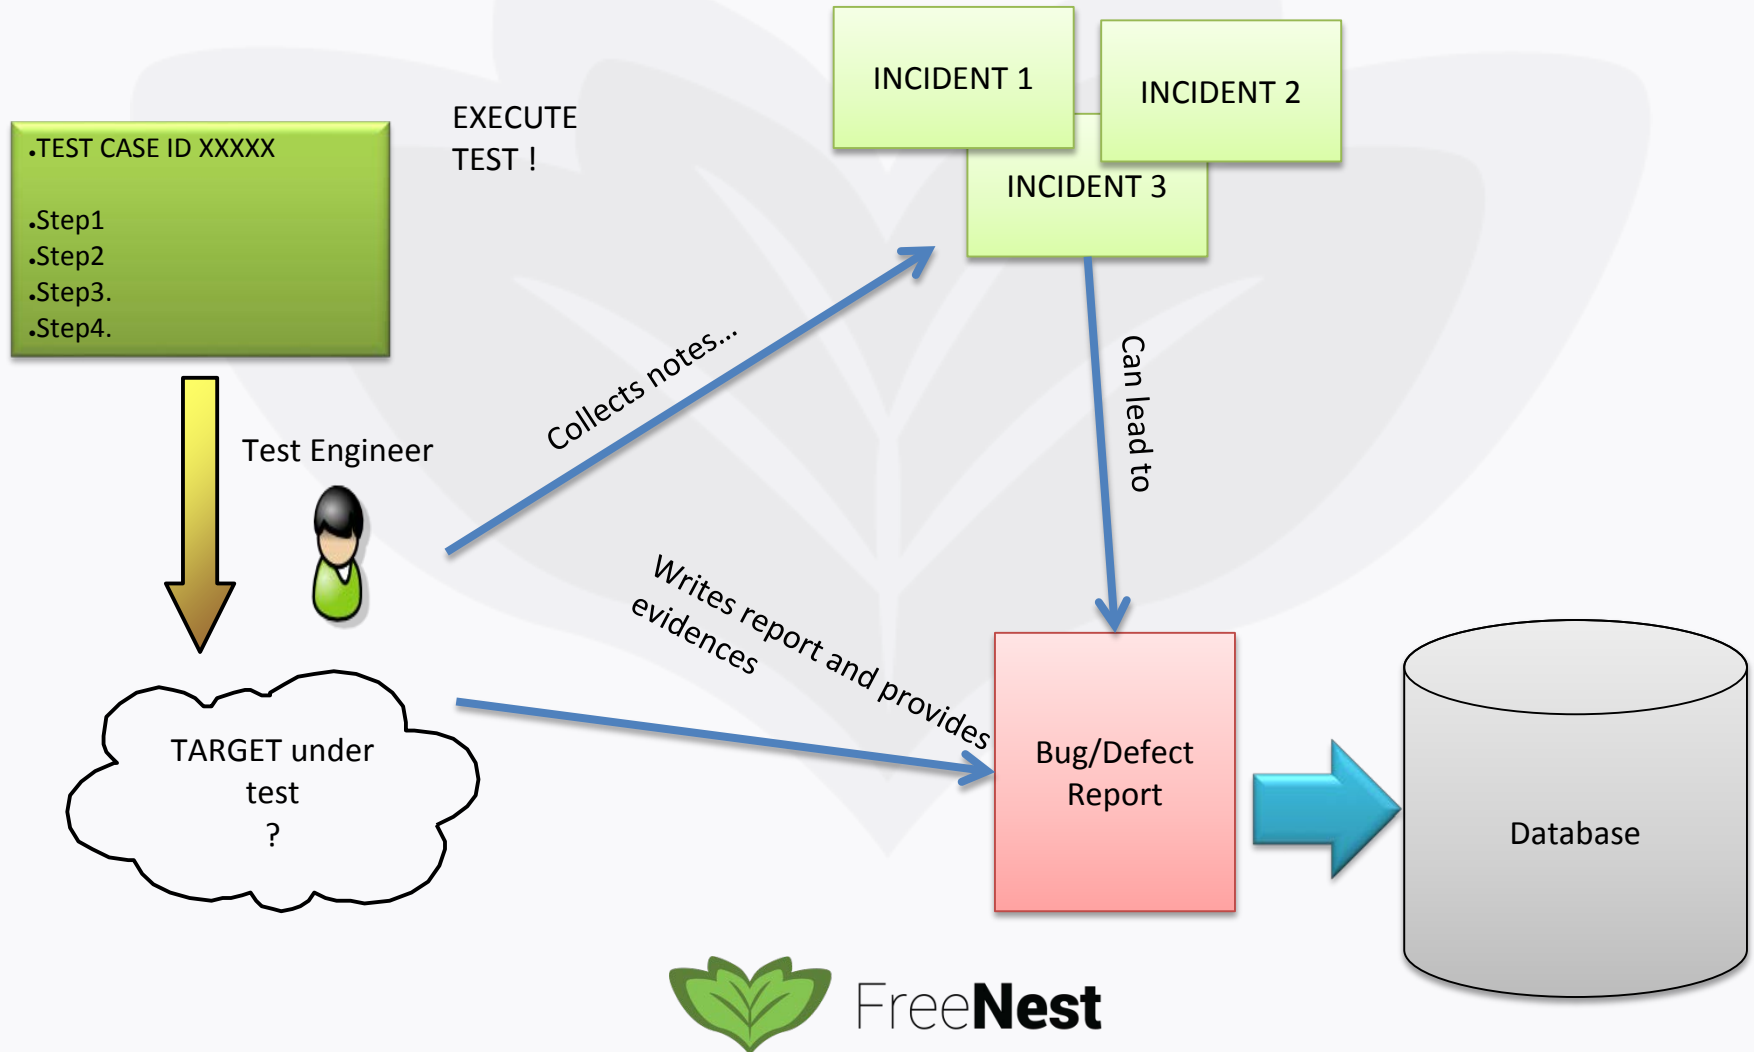 •TEST CASE ID XXXXX
•Step1
•Step2
•Step3.
•Step4.
EXECUTE
TEST !
INCIDENT 1
INCIDENT 2
INCIDENT 3
Collects notes...
Can lead to
Test Engineer
Writes report and provides
evidences
TARGET under
test
?
Bug/Defect
Report
Database
FreeNest